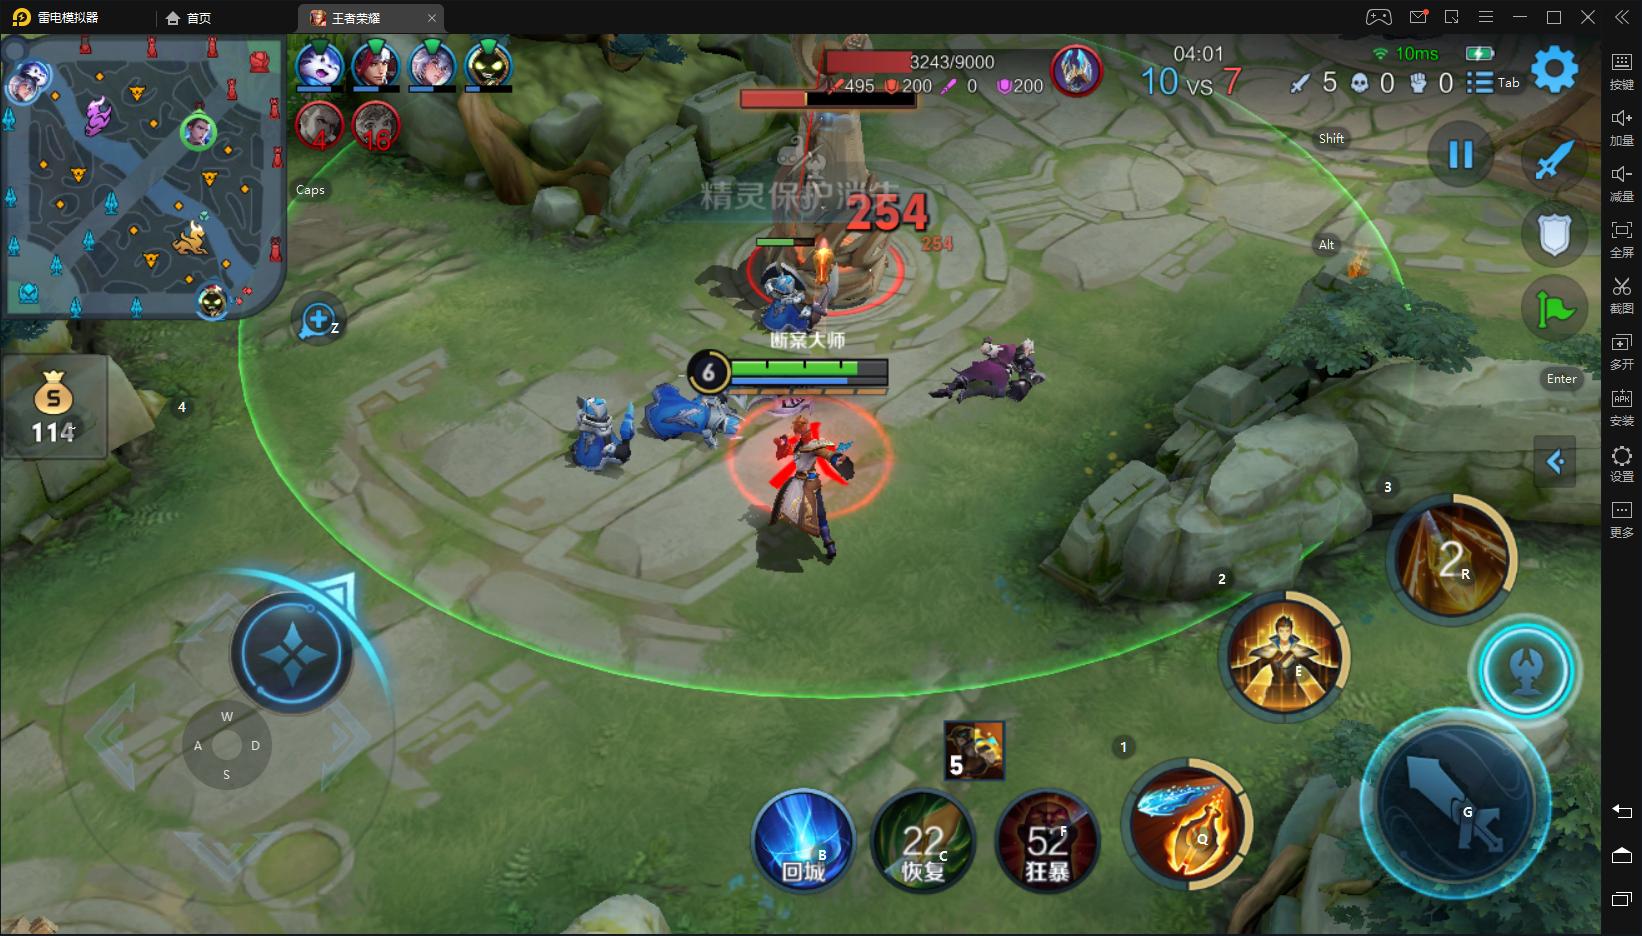 雷电模拟器
首页
王者荣耀
3243/9000
495 200 0 200
04:01
10 VS 7
10ms
5 0 0
Tab
按键
加量
减量
全屏
截图
多开
安装
设置
更多
4
16
Caps
Shift
Alt
精灵保护消失
254
254
Z
断案大师
6
114
4
Enter
3
2
2
R
E
W
A
D
S
1
5
G
Q
B
回城
22
C
恢复
52
F
狂暴
APK